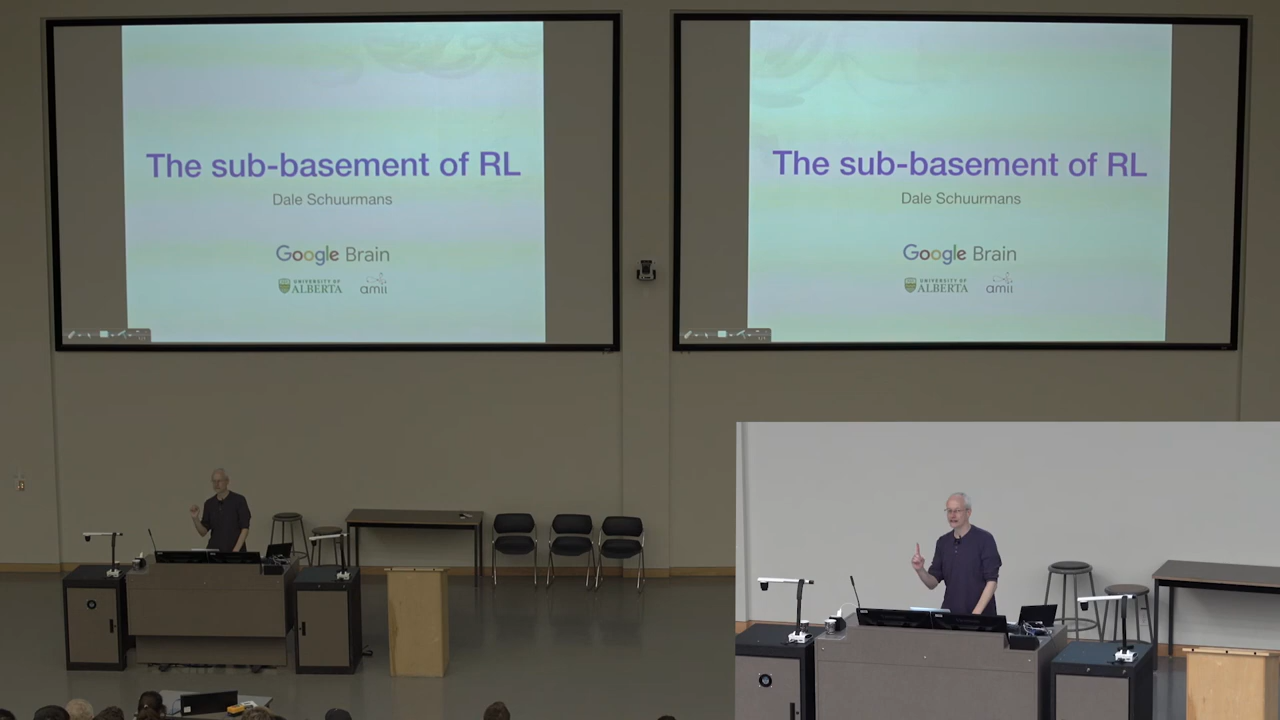 The sub-basement of RL
Dale Schuurmans
Google Brain
UNIVERSITY OF
ALBERTA
amii
The sub-basement of RL
Dale Schuurmans
Google Brain
UNIVERSITY OF
ALBERTA
amii